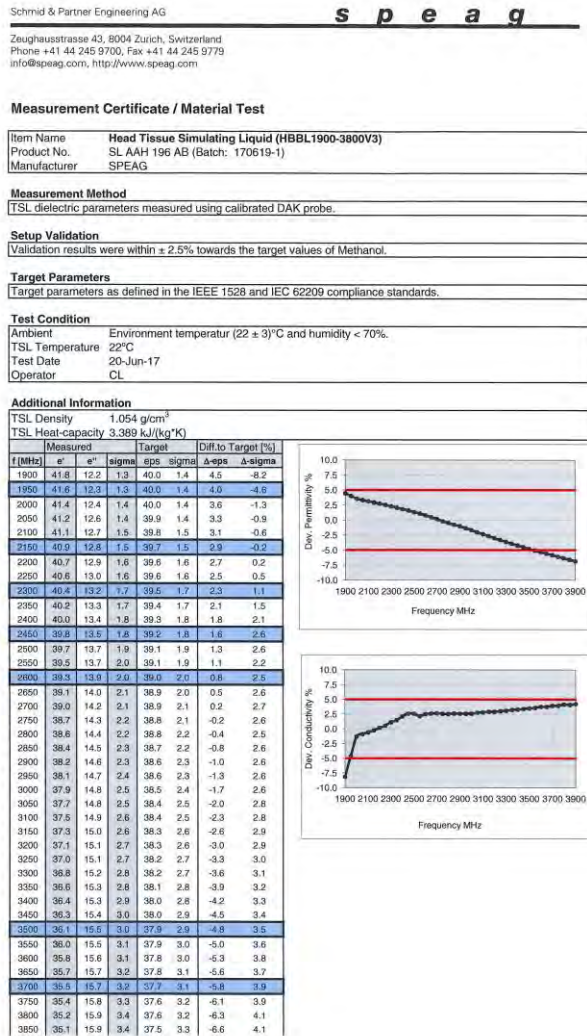 Schmid & Partner Engineering AG
s p e a g
Zeughausstrasse 43, 8004 Zurich, Switzerland
Phone +41 44 245 9700, Fax +41 44 245 9779
info@speag.com, http://www.speag.com
Measurement Certificate / Material Test
Item Name Head Tissue Simulating Liquid (HBBL1900-3800V3)
Product No. SL AAH 196 AB (Batch: 170619-1)
Manufacturer SPEAG
Measurement Method
TSL dielectric parameters measured using calibrated DAK probe.
Setup Validation
Validation results were within ± 2.5% towards the target values of Methanol.
Target Parameters
Target parameters as defined in the IEEE 1528 and IEC 62209 compliance standards.
Test Condition
Ambient Environment temperatur (22 ± 3)°C and humidity < 70%.
TSL Temperature 22°C
Test Date 20-Jun-17
Operator CL
Additional Information
TSL Density 1.054 g/cm³
TSL Heat-capacity 3.389 kJ/(kg*K)
Measured Target Diff.to Target [%]
f [MHz] e' e" sigma eps sigma Δ-eps Δ-sigma
1900 41.8 12.2 1.3 40.0 1.4 4.5 -8.2
1950 41.6 12.3 1.3 40.0 1.4 4.0 -4.6
2000 41.4 12.4 1.4 40.0 1.4 3.6 -1.3
2050 41.2 12.6 1.4 39.9 1.4 3.3 -0.9
2100 41.1 12.7 1.5 39.8 1.5 3.1 -0.6
2150 40.9 12.8 1.5 39.7 1.5 2.9 -0.2
2200 40.7 12.9 1.6 39.6 1.6 2.7 0.2
2250 40.6 13.0 1.6 39.6 1.6 2.5 0.5
2300 40.4 13.2 1.7 39.5 1.7 2.3 1.1
2350 40.2 13.3 1.7 39.4 1.7 2.1 1.5
2400 40.0 13.4 1.8 39.3 1.8 1.8 2.1
2450 39.8 13.5 1.8 39.2 1.8 1.6 2.6
2500 39.7 13.7 1.9 39.1 1.9 1.3 2.6
2550 39.5 13.7 2.0 39.1 1.9 1.1 2.2
2600 39.3 13.9 2.0 39.0 2.0 0.8 2.5
2650 39.1 14.0 2.1 38.9 2.0 0.5 2.6
2700 39.0 14.2 2.1 38.9 2.1 0.2 2.7
2750 38.7 14.3 2.2 38.8 2.1 -0.2 2.6
2800 38.6 14.4 2.2 38.8 2.2 -0.4 2.5
2850 38.4 14.5 2.3 38.7 2.2 -0.8 2.6
2900 38.2 14.6 2.3 38.6 2.3 -1.0 2.6
2950 38.1 14.7 2.4 38.6 2.3 -1.3 2.6
3000 37.9 14.8 2.5 38.5 2.4 -1.7 2.6
3050 37.7 14.8 2.5 38.4 2.5 -2.0 2.8
3100 37.5 14.9 2.6 38.4 2.5 -2.3 2.8
3150 37.3 15.0 2.6 38.3 2.6 -2.6 2.9
3200 37.1 15.1 2.7 38.3 2.6 -3.0 2.9
3250 37.0 15.1 2.7 38.2 2.7 -3.3 3.0
3300 36.8 15.2 2.8 38.2 2.7 -3.6 3.1
3350 36.6 15.3 2.8 38.1 2.8 -3.9 3.2
3400 36.4 15.3 2.9 38.0 2.8 -4.2 3.3
3450 36.3 15.4 3.0 38.0 2.9 -4.5 3.4
3500 36.1 15.5 3.0 37.9 2.9 -4.8 3.5
3550 36.0 15.5 3.1 37.9 3.0 -5.0 3.6
3600 35.8 15.6 3.1 37.8 3.0 -5.3 3.8
3650 35.7 15.7 3.2 37.8 3.1 -5.6 3.7
3700 35.5 15.7 3.2 37.7 3.1 -5.8 3.9
3750 35.4 15.8 3.3 37.6 3.2 -6.1 3.9
3800 35.2 15.9 3.4 37.6 3.2 -6.3 4.1
3850 35.1 15.9 3.4 37.5 3.3 -6.6 4.1
Dev. Permittivity %
10.0
7.5
5.0
2.5
0.0
-2.5
-5.0
-7.5
-10.0
1900 2100 2300 2500 2700 2900 3100 3300 3500 3700 3900
Frequency MHz
Dev. Conductivity %
10.0
7.5
5.0
2.5
0.0
-2.5
-5.0
-7.5
-10.0
1900 2100 2300 2500 2700 2900 3100 3300 3500 3700 3900
Frequency MHz